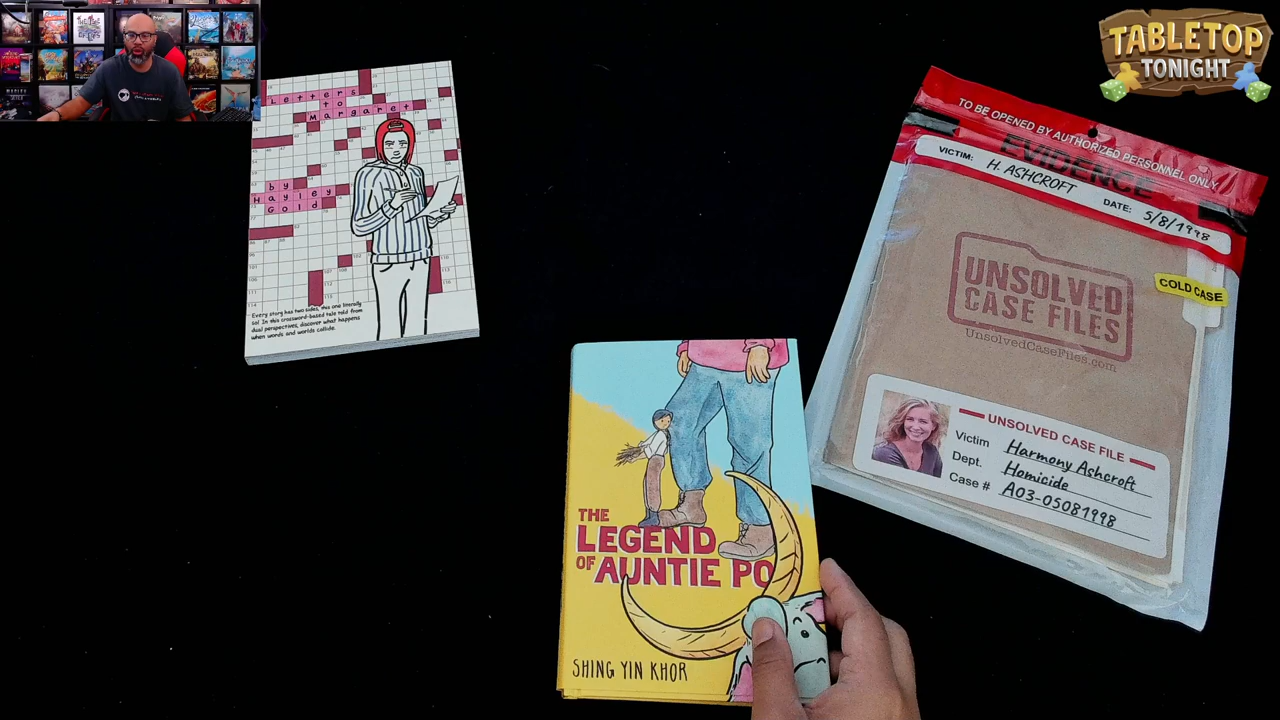 TABLETOP
TONIGHT
Letters
to
Margaret
by
Hayley
Gold
Every story has two sides, this one literally
so! In this crossword-based tale told from
dual perspectives, discover what happens
when words and worlds collide.
TO BE OPENED BY AUTHORIZED PERSONNEL ONLY
EVIDENCE
VICTIM: H. ASHCROFT
DATE: 5/8/1998
COLD CASE
UNSOLVED
CASE FILES
UnsolvedCaseFiles.com
UNSOLVED CASE FILE
Victim Harmony Ashcroft
Dept. Homicide
Case # A03-05081998
THE
LEGEND
OF AUNTIE PO
SHING YIN KHOR